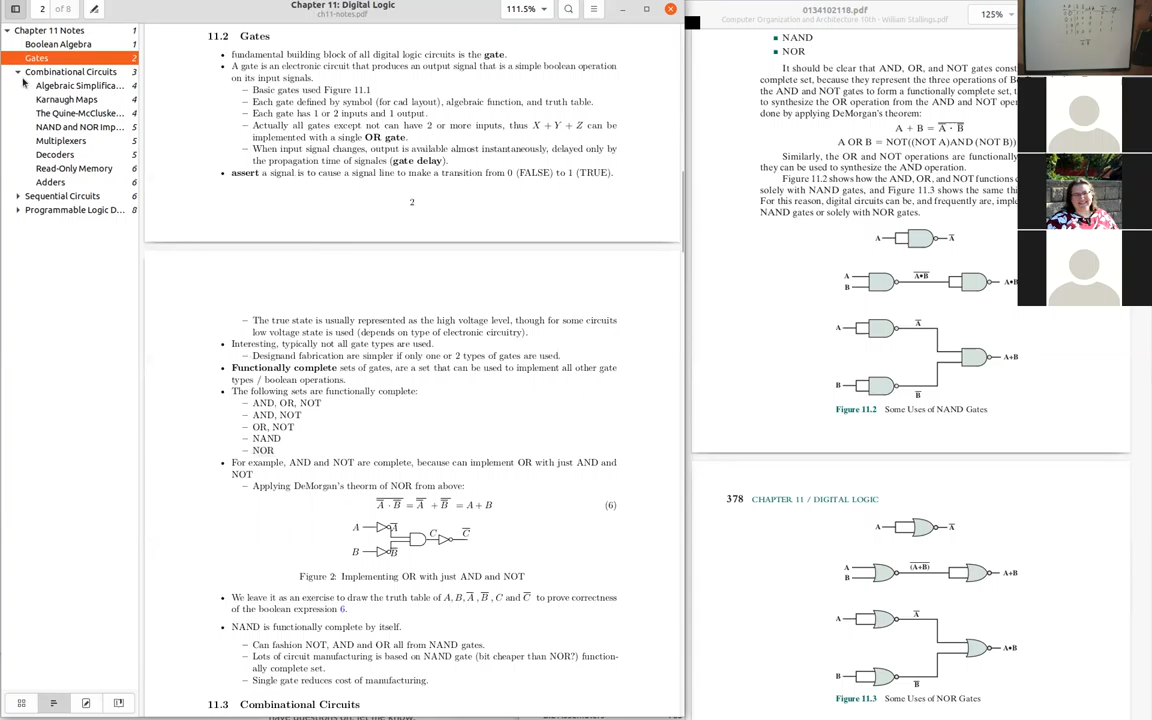 2 of 8
Chapter 11: Digital Logic
ch11-notes.pdf
111.5%
Chapter 11 Notes 1
Boolean Algebra 1
Gates 2
Combinational Circuits 3
Algebraic Simplifica... 4
Karnaugh Maps 4
The Quine-McCluske... 4
NAND and NOR Imp... 5
Multiplexers 5
Decoders 5
Read-Only Memory 6
Adders 6
Sequential Circuits 6
Programmable Logic D... 8
11.2 Gates
• fundamental building block of all digital logic circuits is the gate.
• A gate is an electronic circuit that produces an output signal that is a simple boolean operation
on its input signals.
– Basic gates used Figure 11.1
– Each gate defined by symbol (for cad layout), algebraic function, and truth table.
– Each gate has 1 or 2 inputs and 1 output.
– Actually all gates except not can have 2 or more inputs, thus X + Y + Z can be
implemented with a single OR gate.
– When input signal changes, output is available almost instantaneously, delayed only by
the propagation time of signales (gate delay).
• assert a signal is to cause a signal line to make a transition from 0 (FALSE) to 1 (TRUE).
2
– The true state is usually represented as the high voltage level, though for some circuits
low voltage state is used (depends on type of electronic circuitry).
• Interesting, typically not all gate types are used.
– Designand fabrication are simpler if only one or 2 types of gates are used.
• Functionally complete sets of gates, are a set that can be used to implement all other gate
types / boolean operations.
• The following sets are functionally complete:
– AND, OR, NOT
– AND, NOT
– OR, NOT
– NAND
– NOR
• For example, AND and NOT are complete, because can implement OR with just AND and
NOT
– Applying DeMorgan's theorm of NOR from above:
A̅ · B̅ = A̿ + B̿ = A + B (6)
A A̅ C C̅
B B̅
Figure 2: Implementing OR with just AND and NOT
• We leave it as an exercise to draw the truth table of A, B, A̅, B̅, C and C̅ to prove correctness
of the boolean expression 6.
• NAND is functionally complete by itself.
– Can fashion NOT, AND and OR all from NAND gates.
– Lots of circuit manufacturing is based on NAND gate (bit cheaper than NOR?) function-
ally complete set.
– Single gate reduces cost of manufacturing.
11.3 Combinational Circuits
0134102118.pdf
Computer Organization and Architecture 10th - William Stallings.pdf
125%
■ NAND
■ NOR
It should be clear that AND, OR, and NOT gates const
complete set, because they represent the three operations of B
the AND and NOT gates to form a functionally complete set, t
to synthesize the OR operation from the AND and NOT oper
done by applying DeMorgan's theorem:
A + B = A̅ · B̅
A OR B = NOT((NOT A)AND (NOT B))
Similarly, the OR and NOT operations are functionally
they can be used to synthesize the AND operation.
Figure 11.2 shows how the AND, OR, and NOT functions c
solely with NAND gates, and Figure 11.3 shows the same thi
For this reason, digital circuits can be, and frequently are, imple
NAND gates or solely with NOR gates.
A A̅
A
B A•B A•B
A A̅
A+B
B B̅
Figure 11.2 Some Uses of NAND Gates
378 CHAPTER 11 / DIGITAL LOGIC
A A̅
A
B (A+B) A+B
A A̅
A•B
B B̅
Figure 11.3 Some Uses of NOR Gates